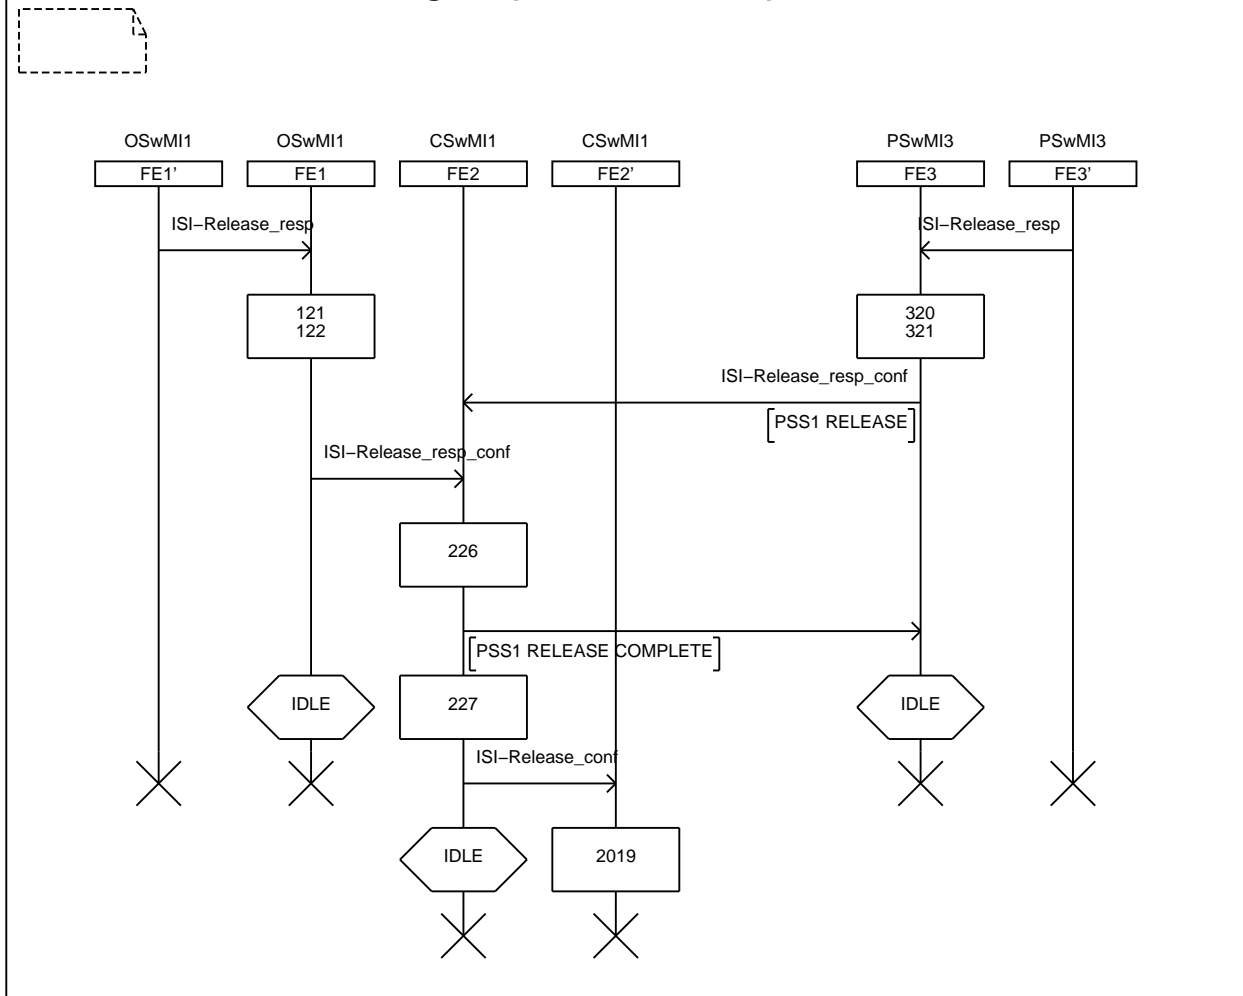 OSwMI1 OSwMI1 CSwMI1 CSwMI1 PSwMI3 PSwMI3
FE1' FE1 FE2 FE2' FE3 FE3'
ISI–Release_resp ISI–Release_resp
121 320
122 321
ISI–Release_resp_conf
PSS1 RELEASE
ISI–Release_resp_conf
226
PSS1 RELEASE COMPLETE
IDLE 227 IDLE
ISI–Release_conf
IDLE 2019